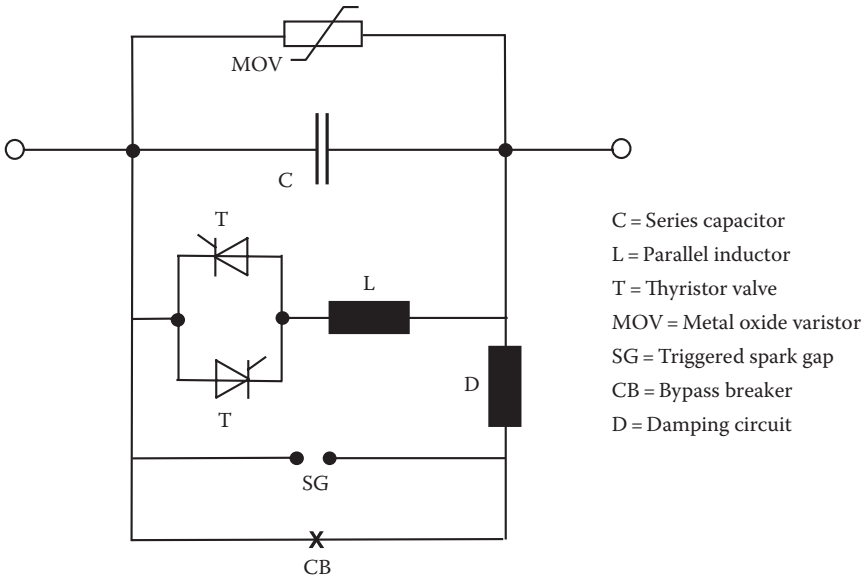 MOV
C
T
L
T
D
SG
CB
C = Series capacitor
L = Parallel inductor
T = Thyristor valve
MOV = Metal oxide varistor
SG = Triggered spark gap
CB = Bypass breaker
D = Damping circuit